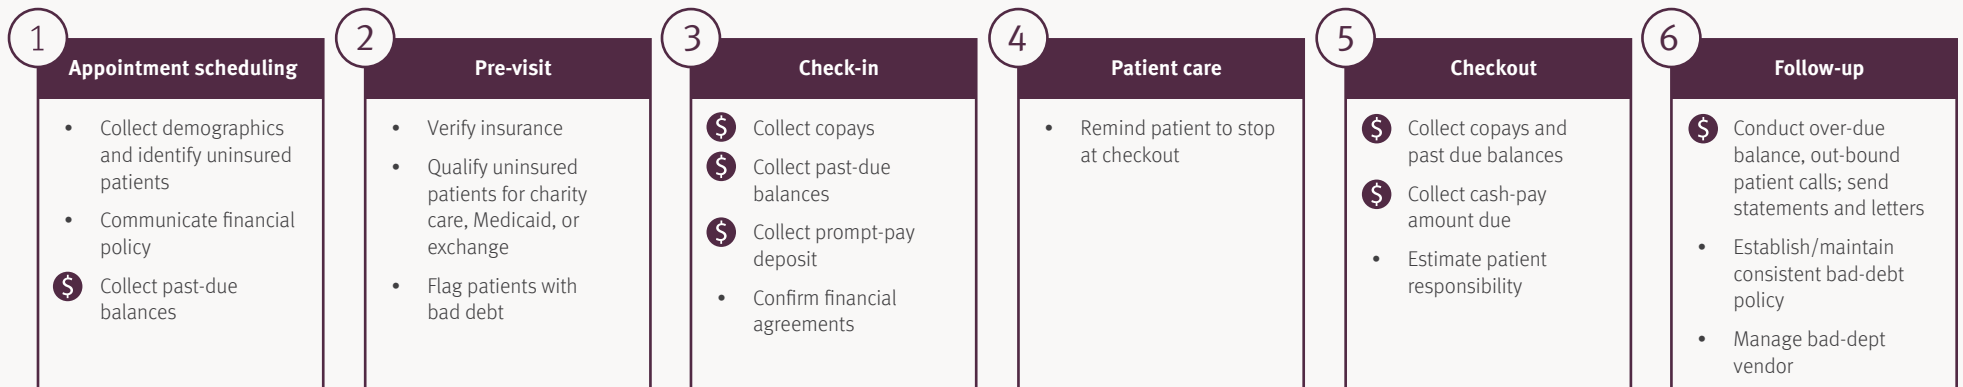 1
Appointment scheduling
• Collect demographics
and identify uninsured
patients
• Communicate financial
policy
$ Collect past-due
balances
2
Pre-visit
• Verify insurance
• Qualify uninsured
patients for charity
care, Medicaid, or
exchange
• Flag patients with
bad debt
3
Check-in
$ Collect copays
$ Collect past-due
balances
$ Collect prompt-pay
deposit
• Confirm financial
agreements
4
Patient care
• Remind patient to stop
at checkout
5
Checkout
$ Collect copays and
past due balances
$ Collect cash-pay
amount due
• Estimate patient
responsibility
6
Follow-up
$ Conduct over-due
balance, out-bound
patient calls; send
statements and letters
• Establish/maintain
consistent bad-debt
policy
• Manage bad-dept
vendor